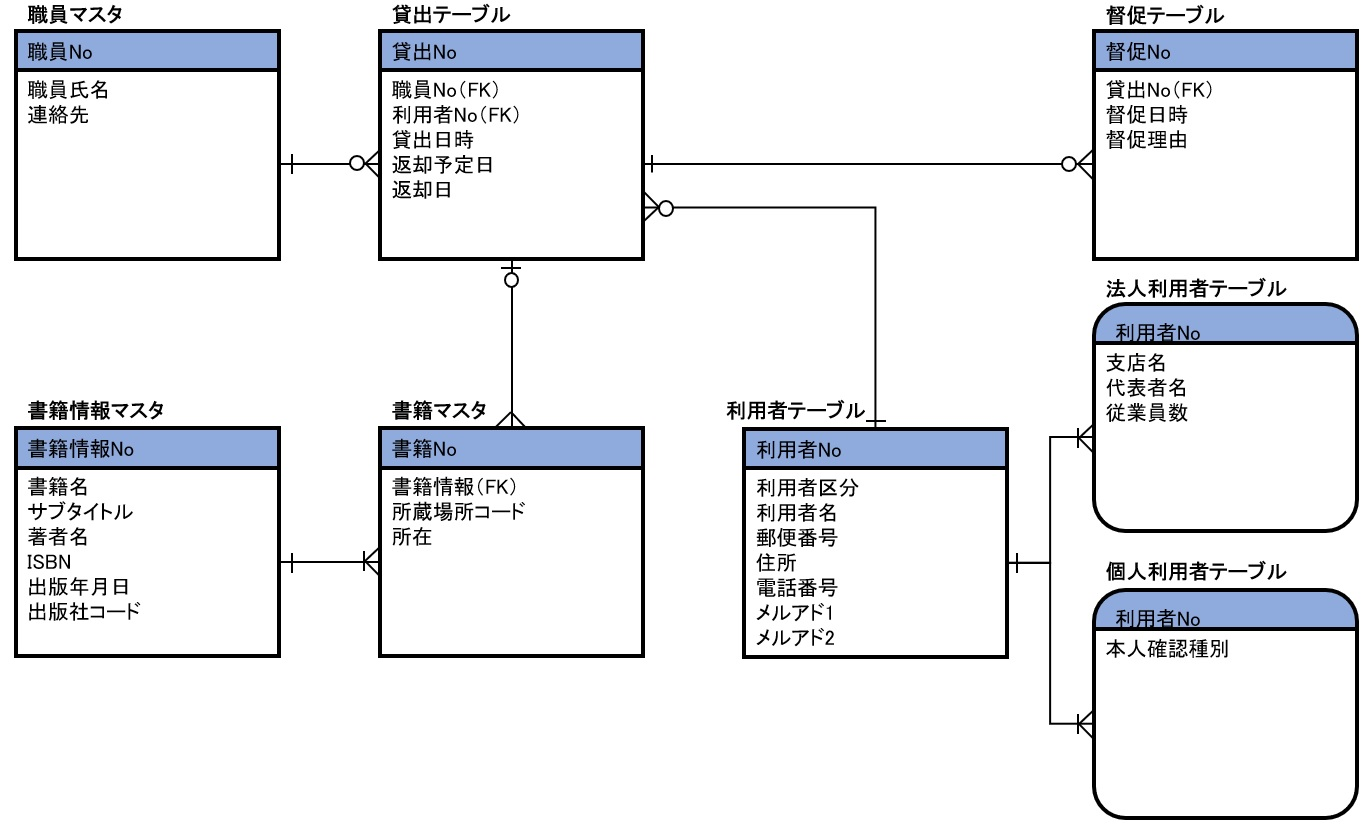 職員マスタ
職員No
職員氏名
連絡先
貸出テーブル
貸出No
職員No(FK)
利用者No(FK)
貸出日時
返却予定日
返却日
督促テーブル
督促No
貸出No(FK)
督促日時
督促理由
法人利用者テーブル
利用者No
支店名
代表者名
従業員数
書籍情報マスタ
書籍情報No
書籍名
サブタイトル
著者名
ISBN
出版年月日
出版社コード
書籍マスタ
書籍No
書籍情報(FK)
所蔵場所コード
所在
利用者テーブル
利用者No
利用者区分
利用者名
郵便番号
住所
電話番号
メルアド1
メルアド2
個人利用者テーブル
利用者No
本人確認種別